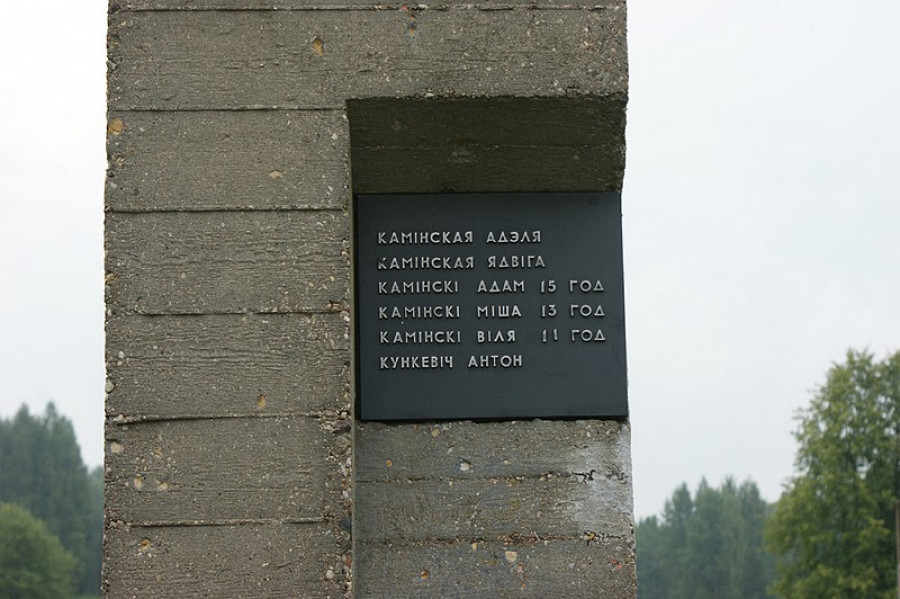 КАМІНСКАЯ АДЭЛЯ
КАМІНСКАЯ ЯДВІГА
КАМІНСКІ АДАМ 15 ГОД
КАМІНСКІ МІША 13 ГОД
КАМІНСКІ ВІЛЯ 11 ГОД
КУНКЕВІЧ АНТОН